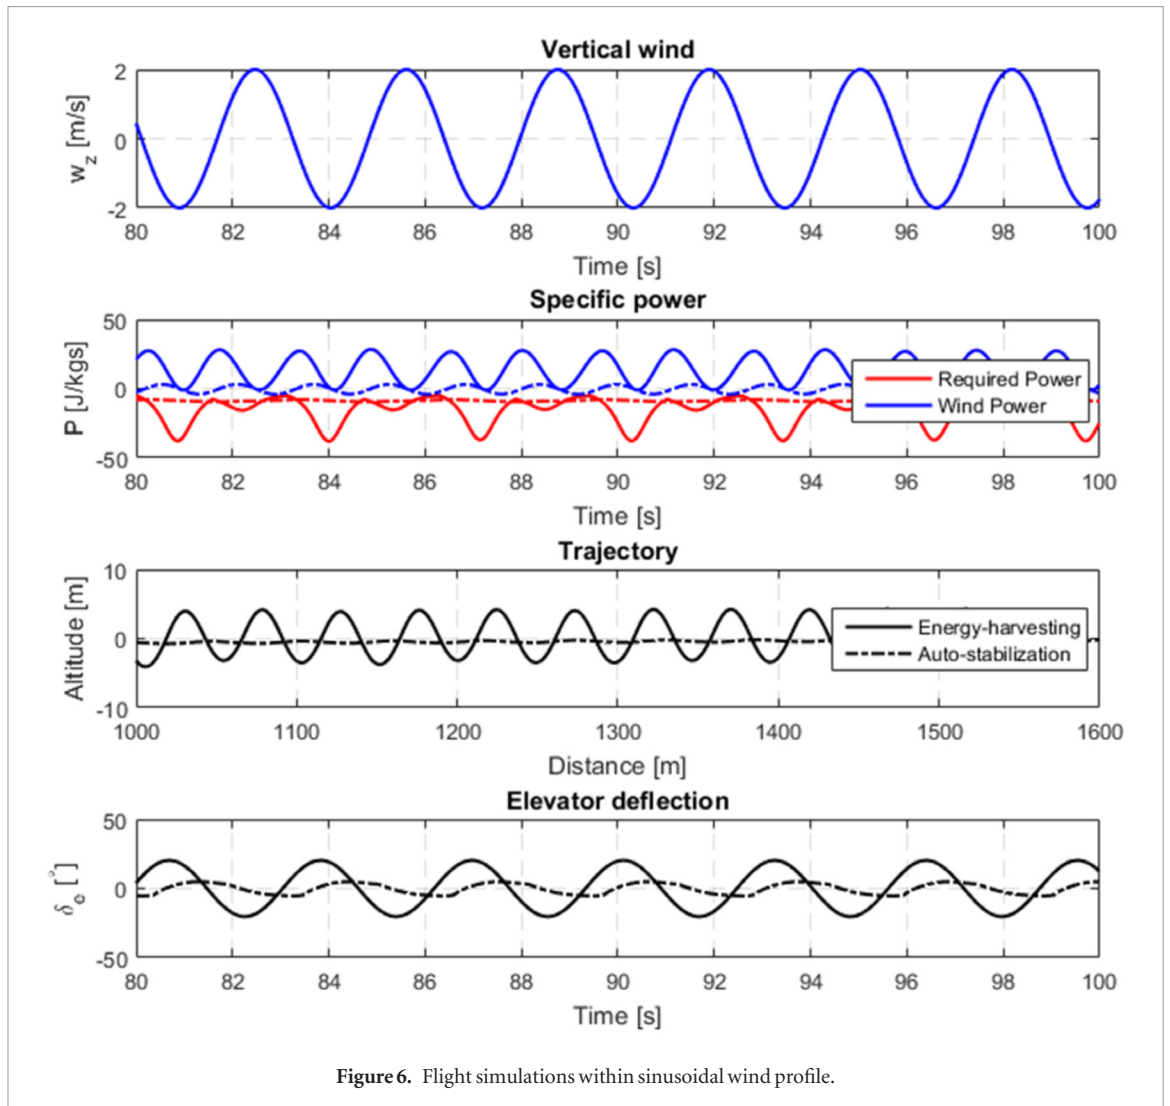 Vertical wind
w_z [m/s]
2
0
-2
80 82 84 86 88 90 92 94 96 98 100
Time [s]
Specific power
P [J/kgs]
50
0
-50
Required Power
Wind Power
80 82 84 86 88 90 92 94 96 98 100
Time [s]
Trajectory
Altitude [m]
10
0
-10
Energy-harvesting
Auto-stabilization
1000 1100 1200 1300 1400 1500 1600
Distance [m]
Elevator deflection
δ_e [°]
50
0
-50
80 82 84 86 88 90 92 94 96 98 100
Time [s]
Figure 6. Flight simulations within sinusoidal wind profile.